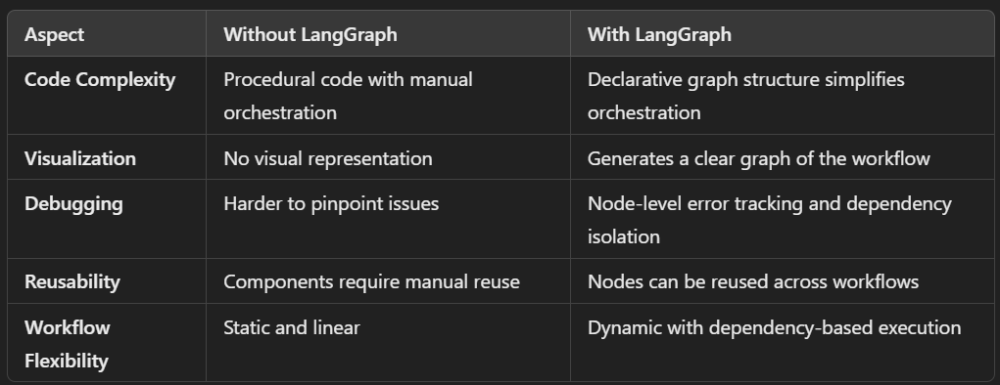 Aspect Without LangGraph With LangGraph
Code Complexity Procedural code with manual Declarative graph structure simplifies
orchestration orchestration
Visualization No visual representation Generates a clear graph of the workflow
Debugging Harder to pinpoint issues Node-level error tracking and dependency
isolation
Reusability Components require manual reuse Nodes can be reused across workflows
Workflow Static and linear Dynamic with dependency-based execution
Flexibility